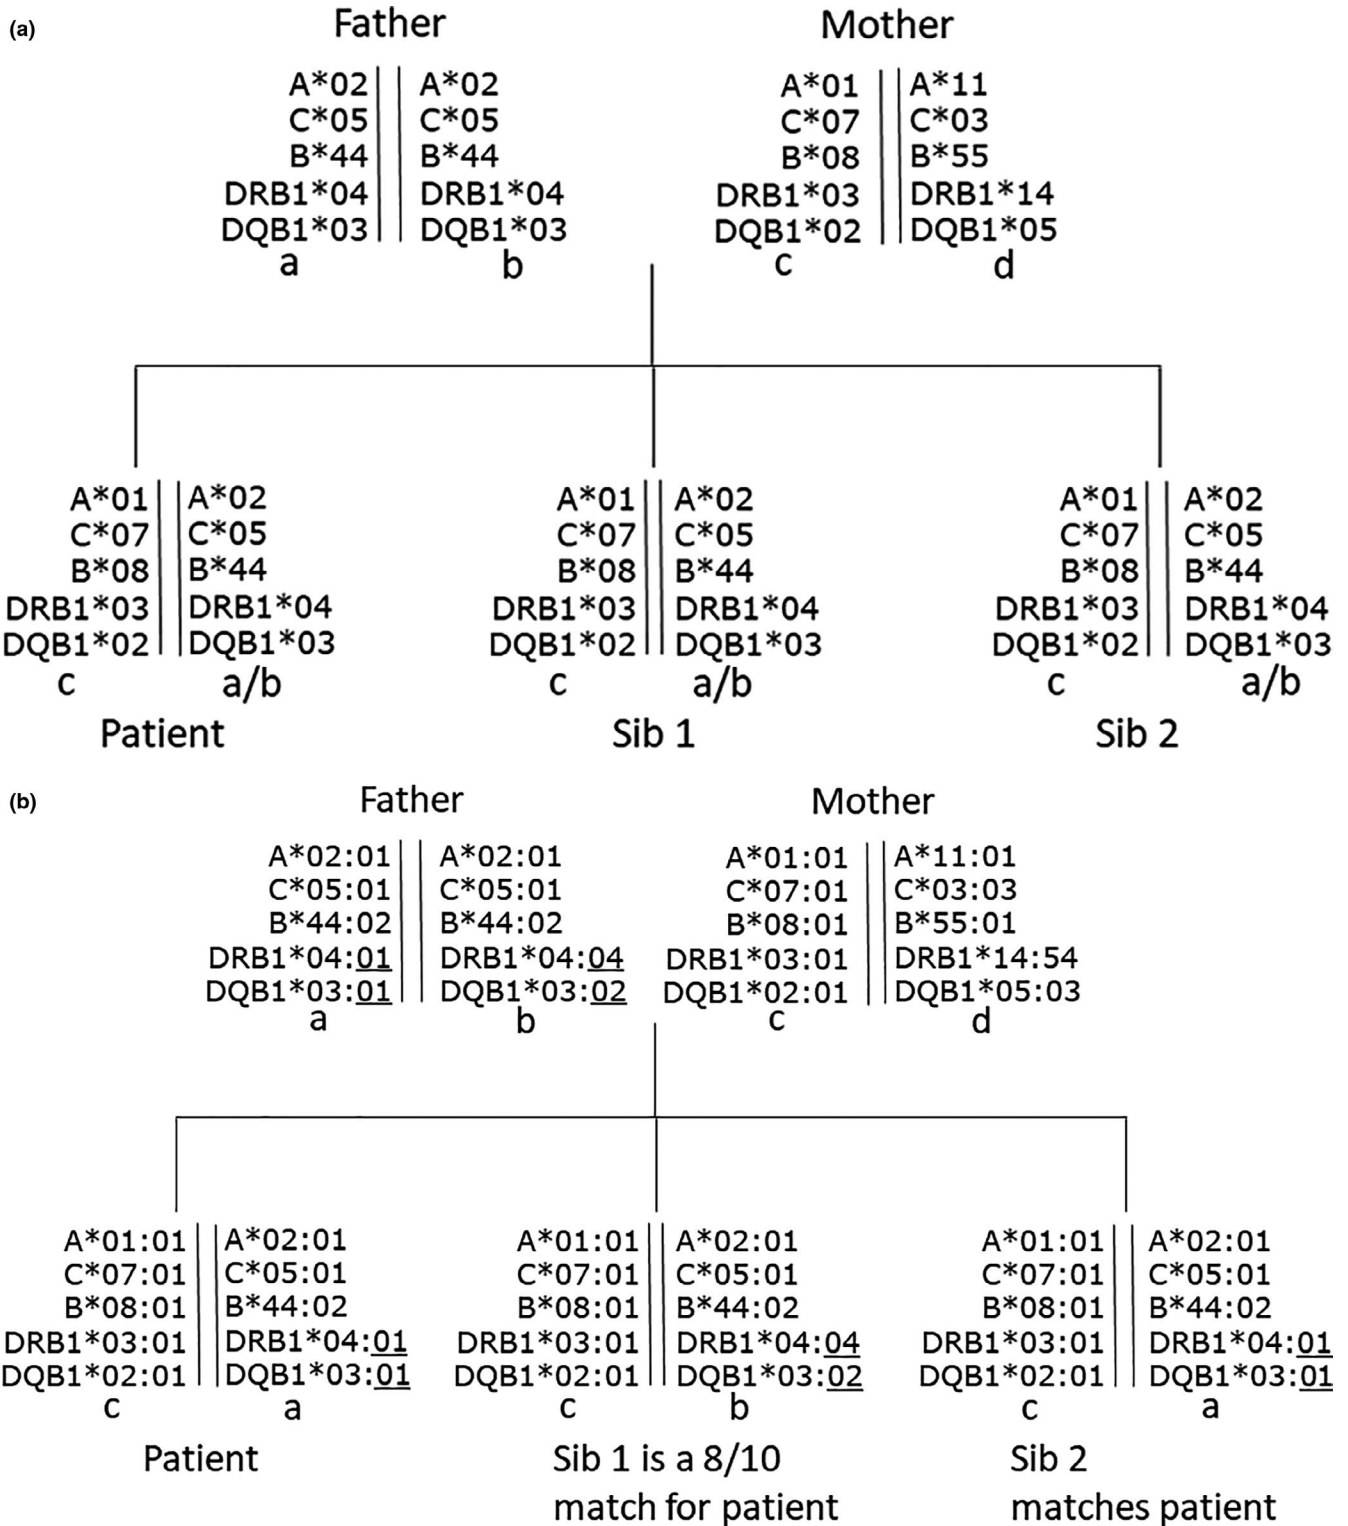 (a)
Father Mother
A*02 A*02 A*01 A*11
C*05 C*05 C*07 C*03
B*44 B*44 B*08 B*55
DRB1*04 DRB1*04 DRB1*03 DRB1*14
DQB1*03 DQB1*03 DQB1*02 DQB1*05
a b c d
A*01 A*02 A*01 A*02 A*01 A*02
C*07 C*05 C*07 C*05 C*07 C*05
B*08 B*44 B*08 B*44 B*08 B*44
DRB1*03 DRB1*04 DRB1*03 DRB1*04 DRB1*03 DRB1*04
DQB1*02 DQB1*03 DQB1*02 DQB1*03 DQB1*02 DQB1*03
c a/b c a/b c a/b
Patient Sib 1 Sib 2
(b)
Father Mother
A*02:01 A*02:01 A*01:01 A*11:01
C*05:01 C*05:01 C*07:01 C*03:03
B*44:02 B*44:02 B*08:01 B*55:01
DRB1*04:01 DRB1*04:04 DRB1*03:01 DRB1*14:54
DQB1*03:01 DQB1*03:02 DQB1*02:01 DQB1*05:03
a b c d
A*01:01 A*02:01 A*01:01 A*02:01 A*01:01 A*02:01
C*07:01 C*05:01 C*07:01 C*05:01 C*07:01 C*05:01
B*08:01 B*44:02 B*08:01 B*44:02 B*08:01 B*44:02
DRB1*03:01 DRB1*04:01 DRB1*03:01 DRB1*04:04 DRB1*03:01 DRB1*04:01
DQB1*02:01 DQB1*03:01 DQB1*02:01 DQB1*03:02 DQB1*02:01 DQB1*03:01
c a c b c a
Patient Sib 1 is a 8/10 Sib 2
match for patient matches patient